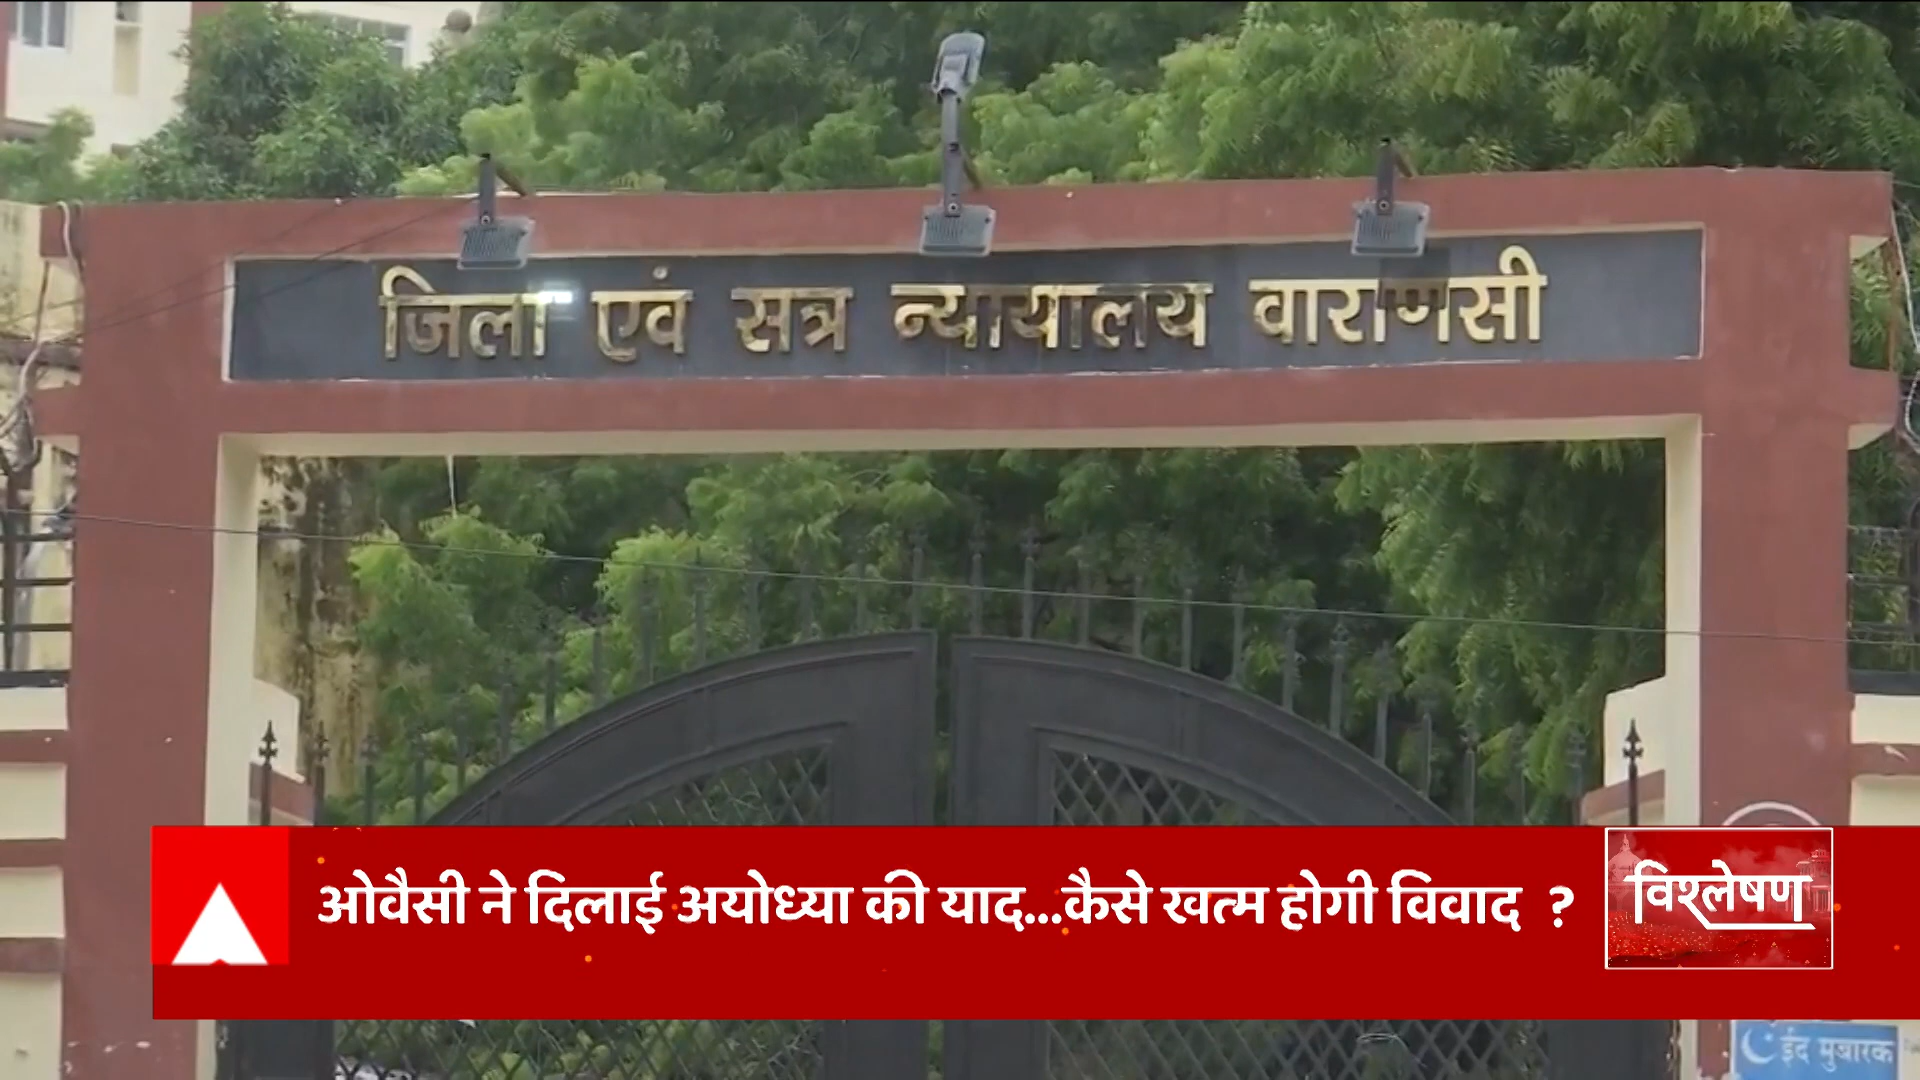 जिला एवं सत्र न्यायालय वाराणसी
ओवैसी ने दिलाई अयोध्या की याद...कैसे खत्म होगी विवाद ?
विश्लेषण
ईद मुबारक